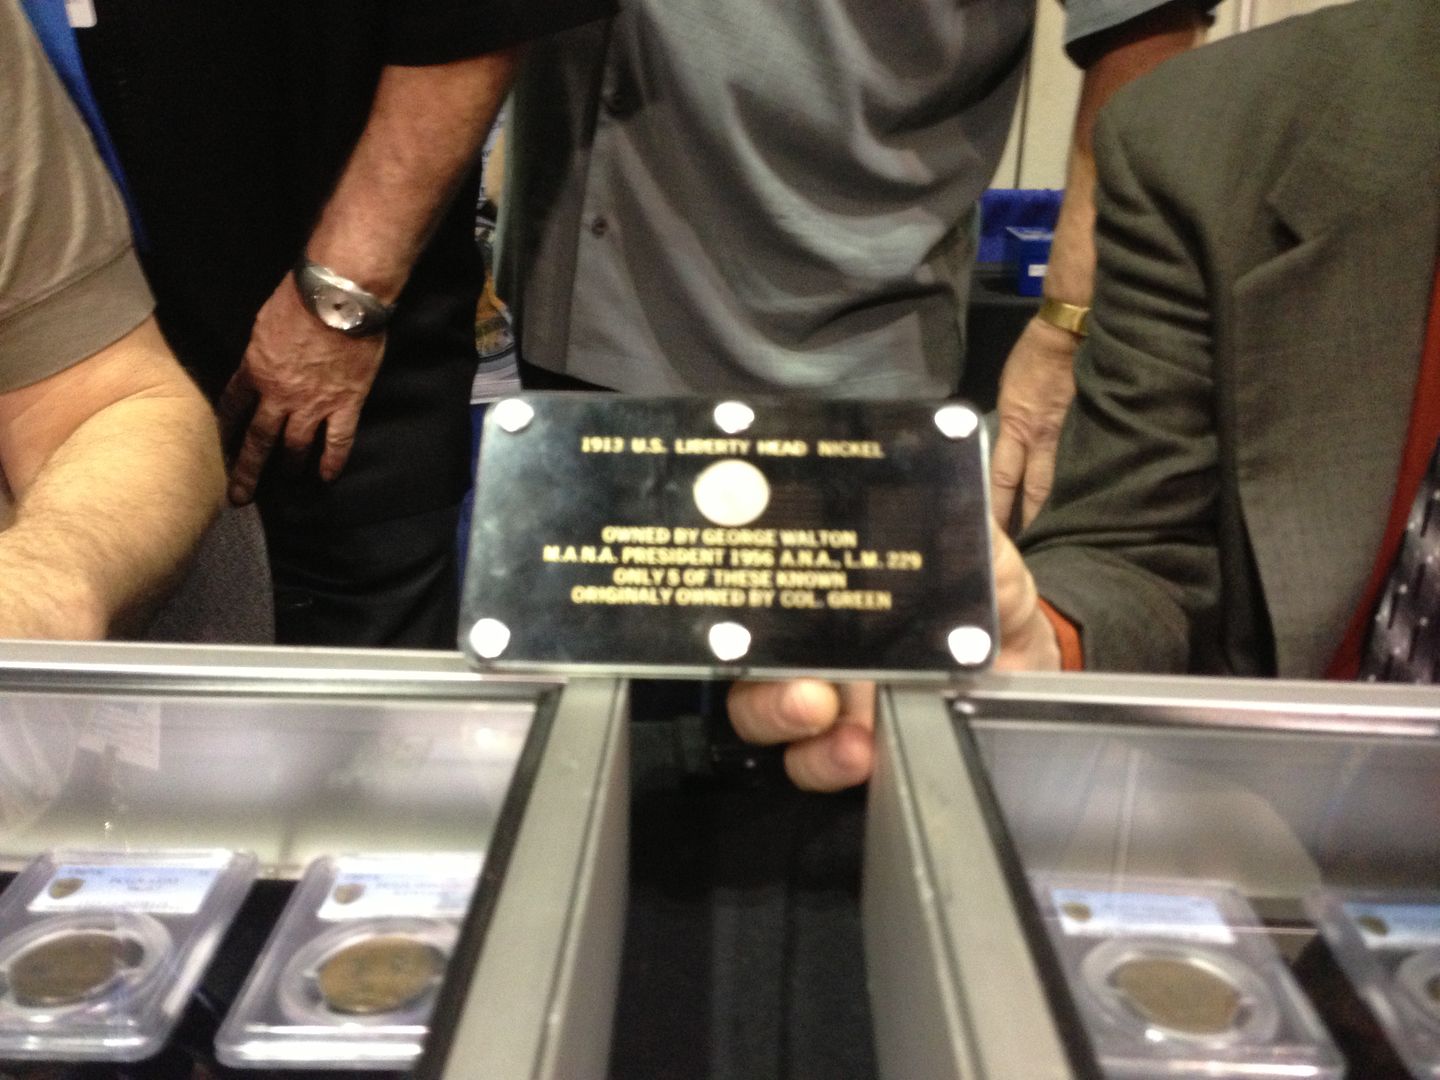 1913 U.S. LIBERTY HEAD NICKEL
OWNED BY GEORGE WALTON
M.A.N.A. PRESIDENT 1956 A.N.A., L.M. 229
ONLY 5 OF THESE KNOWN
ORIGINALY OWNED BY COL. GREEN